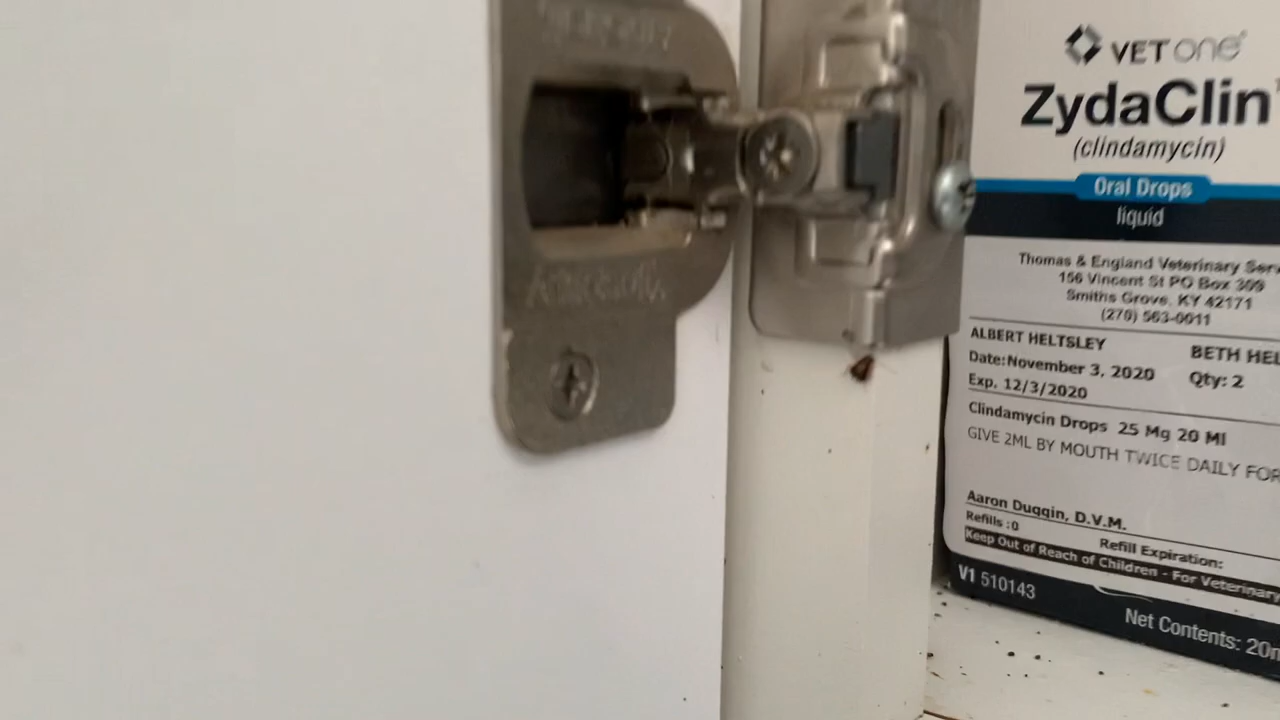 VET one
ZydaClin
(clindamycin)
Oral Drops
liquid
Thomas & England Veterinary Serv
156 Vincent St PO Box 309
Smiths Grove, KY 42171
(270) 563-0011
ALBERT HELTSLEY BETH HEL
Date:November 3, 2020 Qty: 2
Exp. 12/3/2020
Clindamycin Drops 25 Mg 20 Ml
GIVE 2ML BY MOUTH TWICE DAILY FOR
Aaron Duggin, D.V.M.
Refills :0 Refill Expiration:
Keep Out of Reach of Children - For Veterinary
V1 510143 Net Contents: 20m